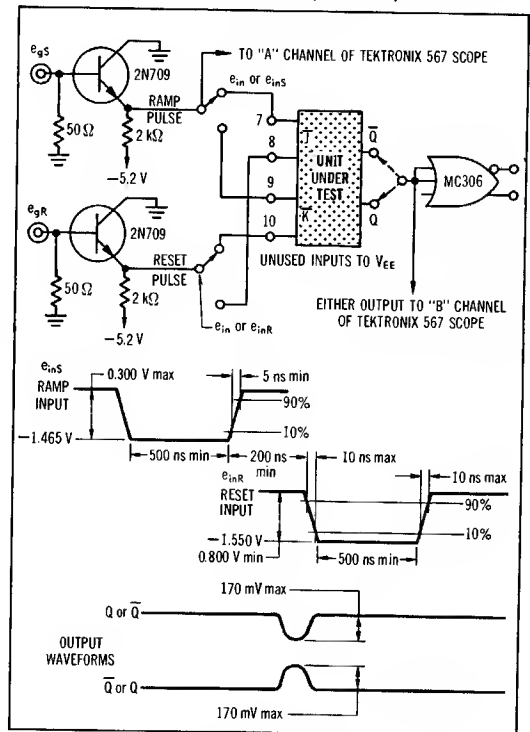 TO "A" CHANNEL OF TEKTRONIX 567 SCOPE
e_gS
2N709
RAMP
PULSE
e_in or e_inS
50 Ω
2 kΩ
−5.2 V
7
8
9
10
J̅
K̅
UNIT
UNDER
TEST
Q̅
Q
MC306
e_gR
2N709
RESET
PULSE
50 Ω
2 kΩ
−5.2 V
e_in or e_inR
UNUSED INPUTS TO V_EE
EITHER OUTPUT TO "B" CHANNEL
OF TEKTRONIX 567 SCOPE
e_inS
RAMP
INPUT
0.300 V max
5 ns min
90%
10%
−1.465 V
500 ns min
200 ns
min
10 ns max
10 ns max
e_inR
RESET
INPUT
90%
10%
−1.550 V
0.800 V min
500 ns min
170 mV max
Q or Q̅
OUTPUT
WAVEFORMS
Q̅ or Q
170 mV max